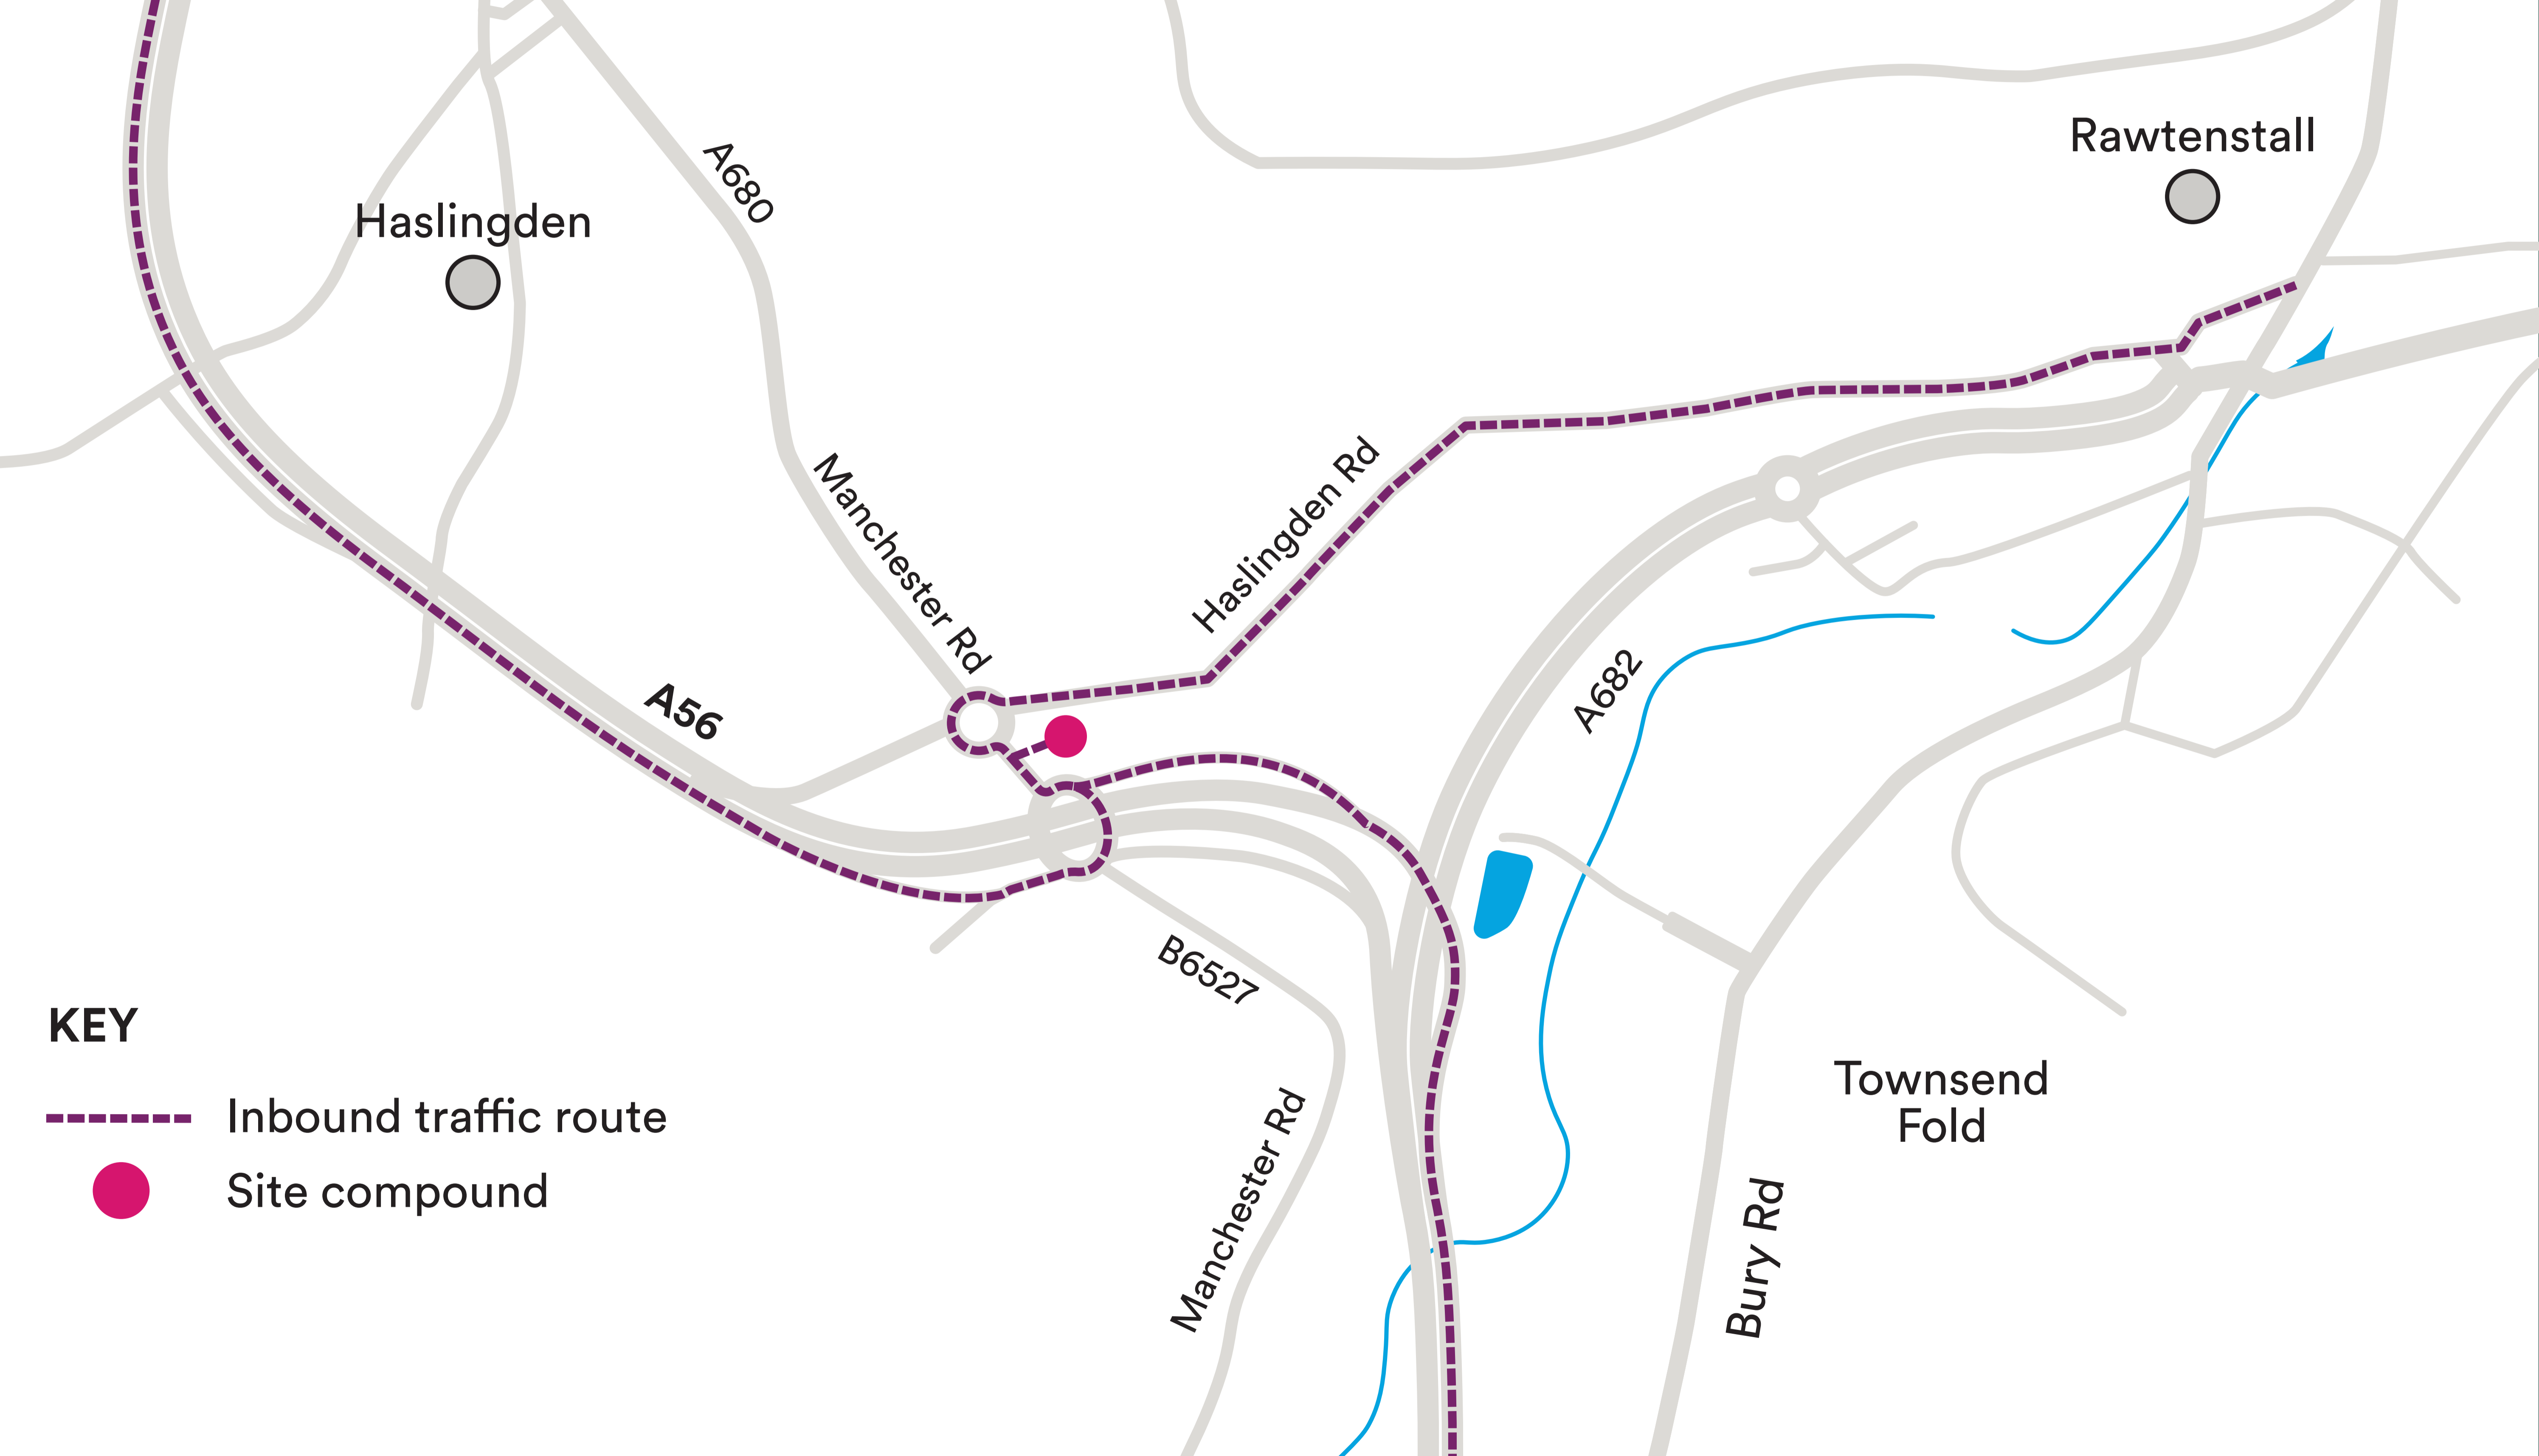 Rawtenstall
A680
Haslingden
Manchester Rd
Haslingden Rd
A682
A56
B6527
KEY
Inbound traffic route
Site compound
Townsend
Fold
Manchester Rd
Bury Rd